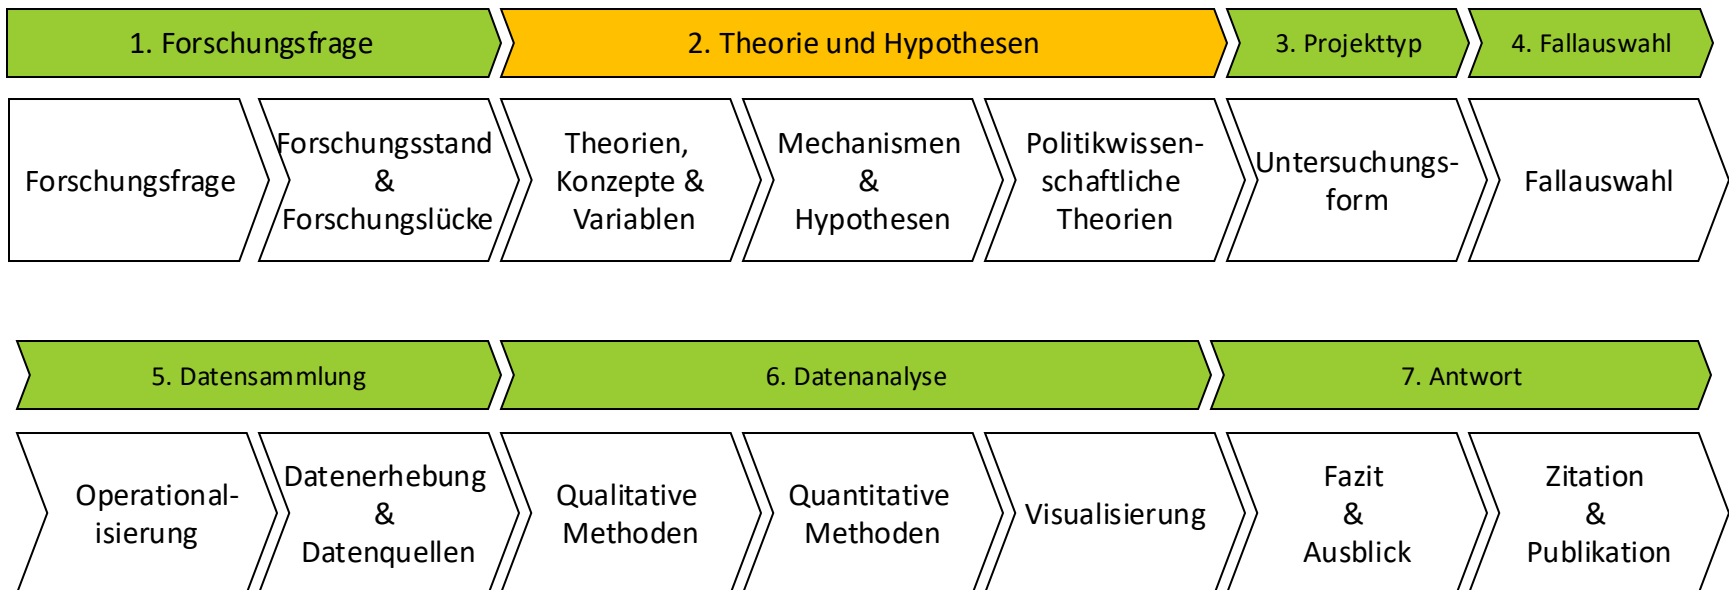 1. Forschungsfrage
2. Theorie und Hypothesen
3. Projekttyp
4. Fallauswahl
Forschungsfrage
Forschungsstand
&
Forschungslücke
Theorien,
Konzepte &
Variablen
Mechanismen
&
Hypothesen
Politikwissen-
schaftliche
Theorien
Untersuchungs-
form
Fallauswahl
5. Datensammlung
6. Datenanalyse
7. Antwort
Operational-
isierung
Datenerhebung
&
Datenquellen
Qualitative
Methoden
Quantitative
Methoden
Visualisierung
Fazit
&
Ausblick
Zitation
&
Publikation